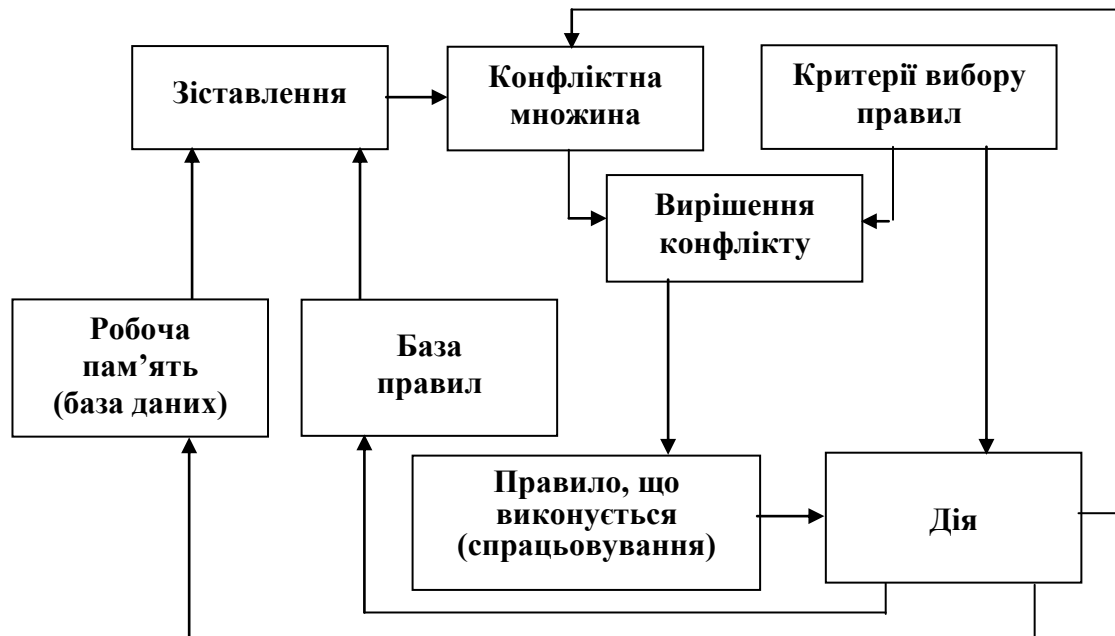 Зіставлення
Конфліктна
множина
Критерії вибору
правил
Вирішення
конфлікту
Робоча
пам’ять
(база даних)
База
правил
Правило, що
виконується
(спрацьовування)
Дія